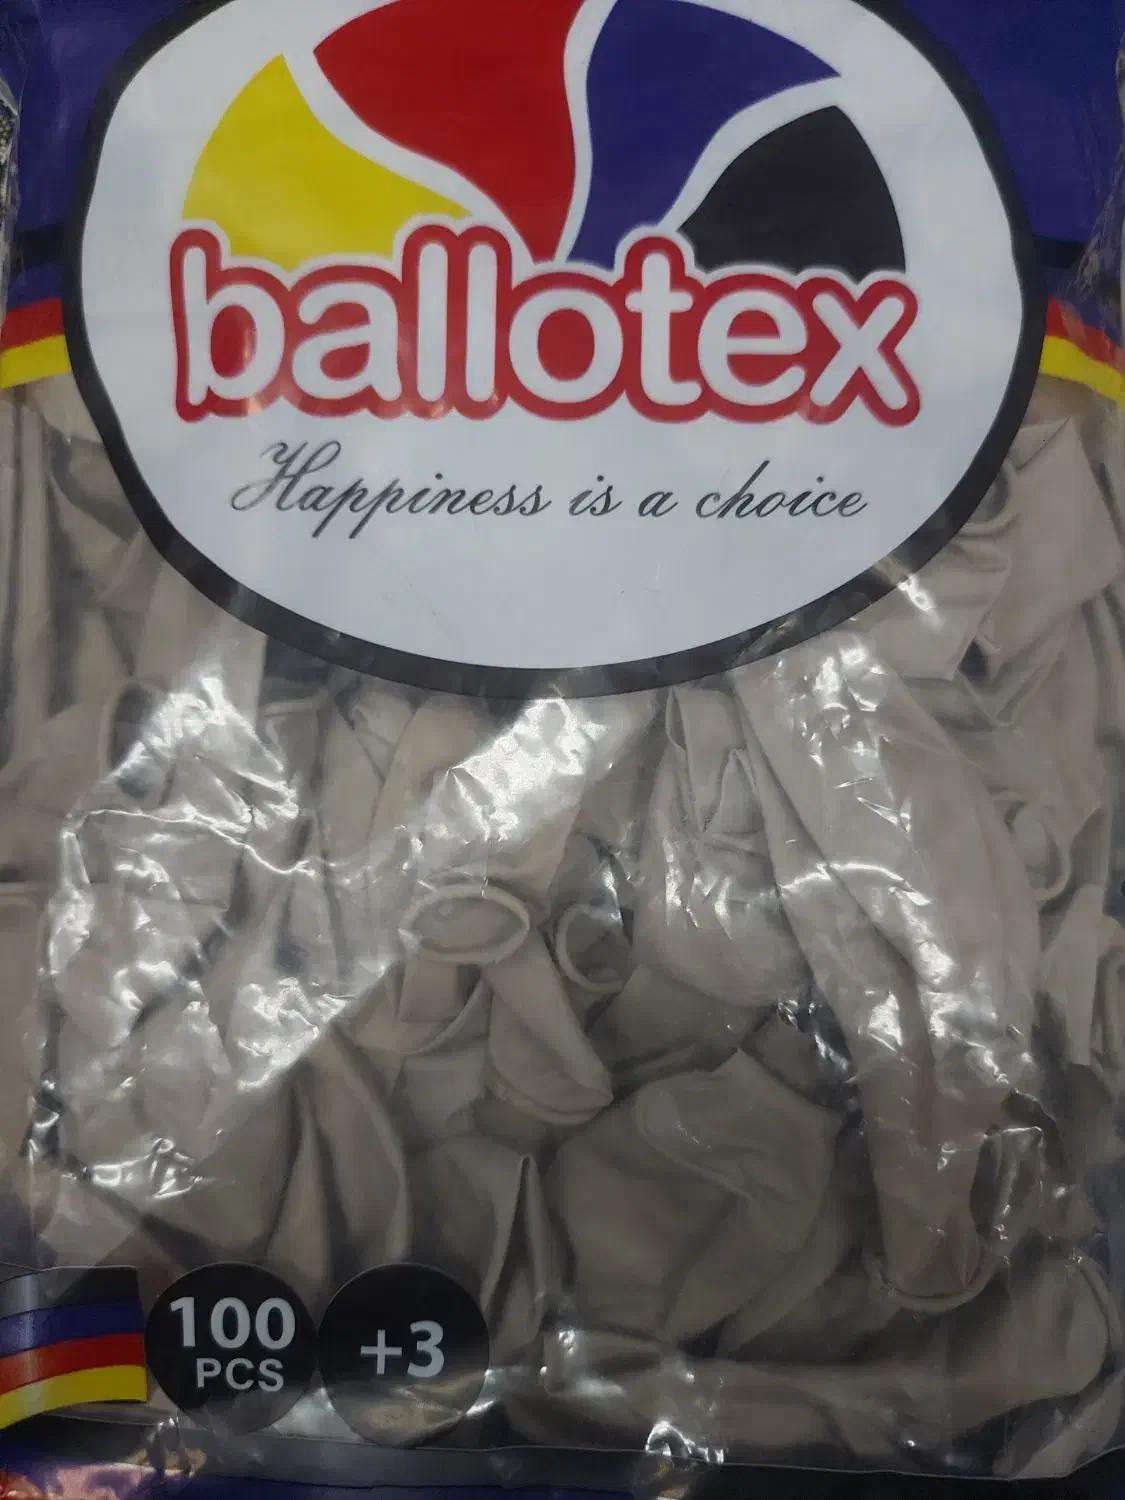 ballotex
Happiness is a choice
100
PCS
+3